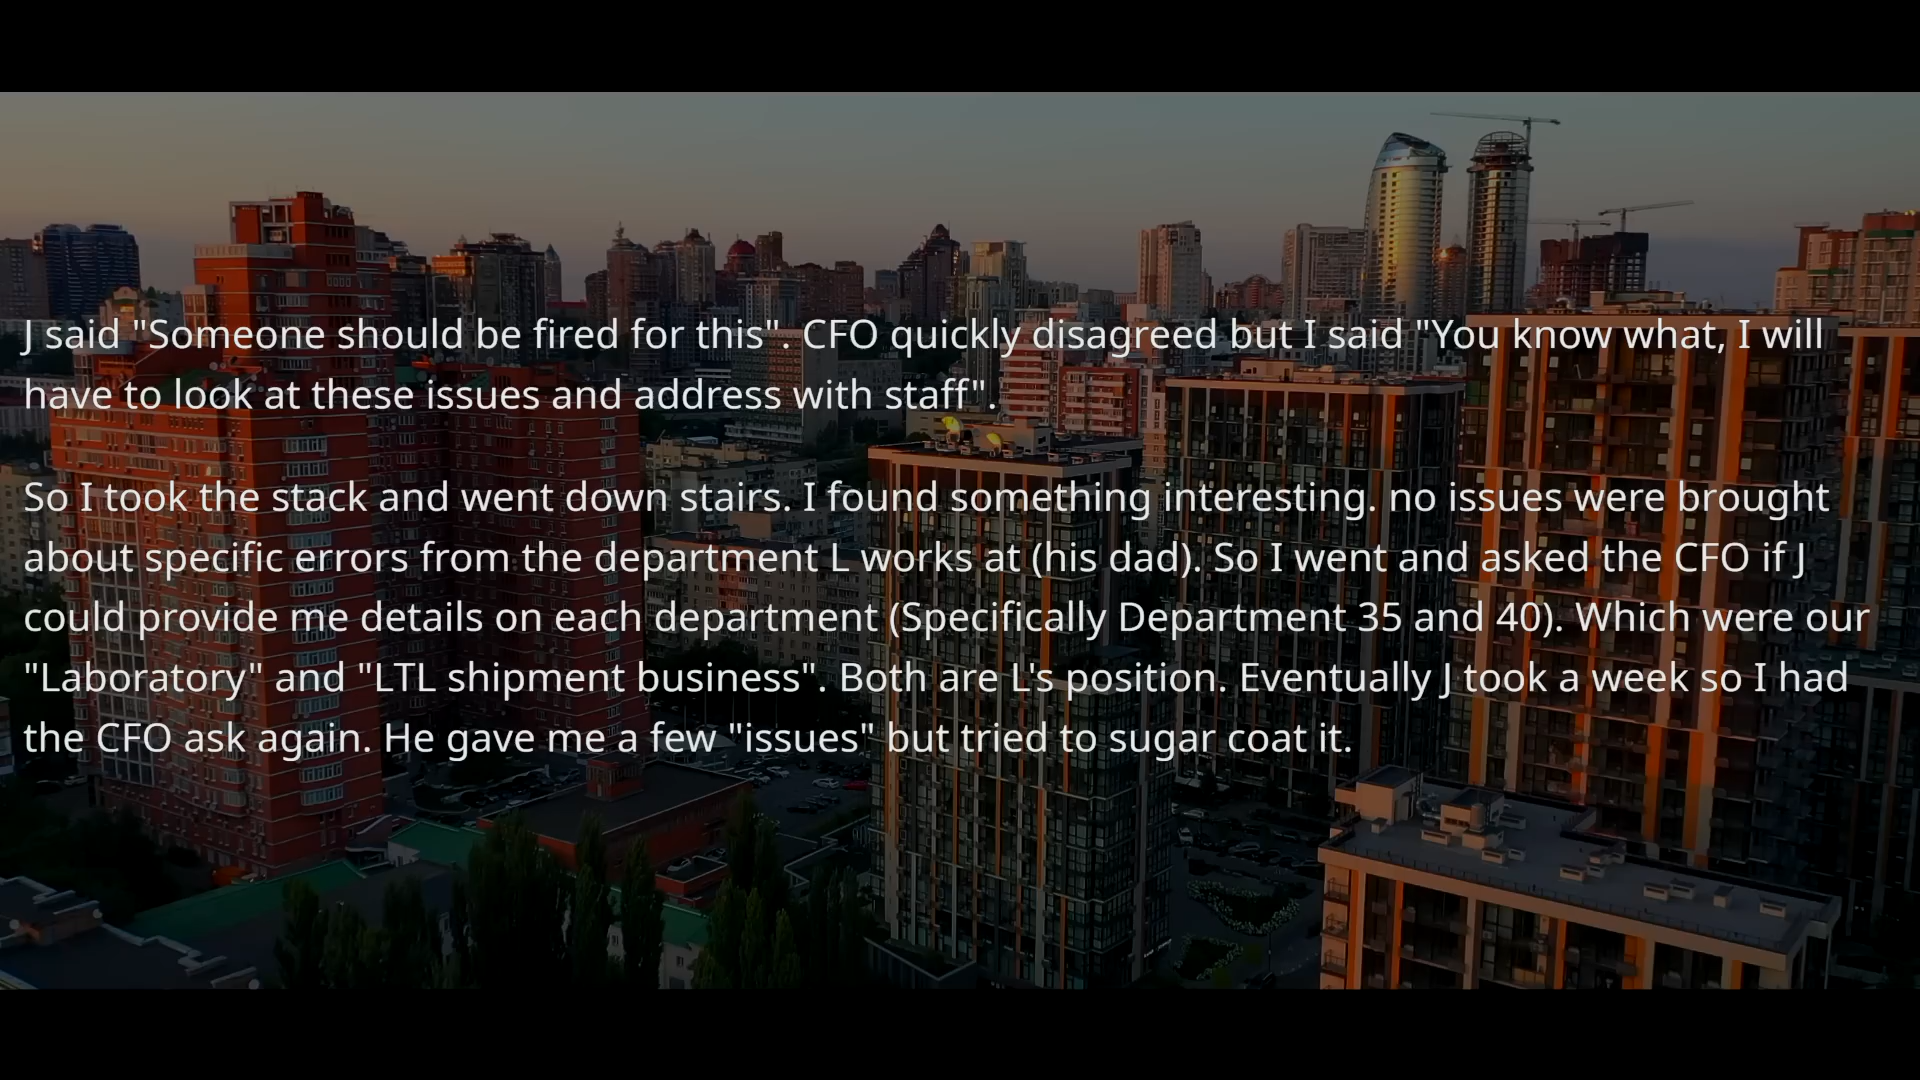 J said "Someone should be fired for this". CFO quickly disagreed but I said "You know what, I will
have to look at these issues and address with staff".
So I took the stack and went down stairs. I found something interesting. no issues were brought
about specific errors from the department L works at (his dad). So I went and asked the CFO if J
could provide me details on each department (Specifically Department 35 and 40). Which were our
"Laboratory" and "LTL shipment business". Both are L's position. Eventually J took a week so I had
the CFO ask again. He gave me a few "issues" but tried to sugar coat it.